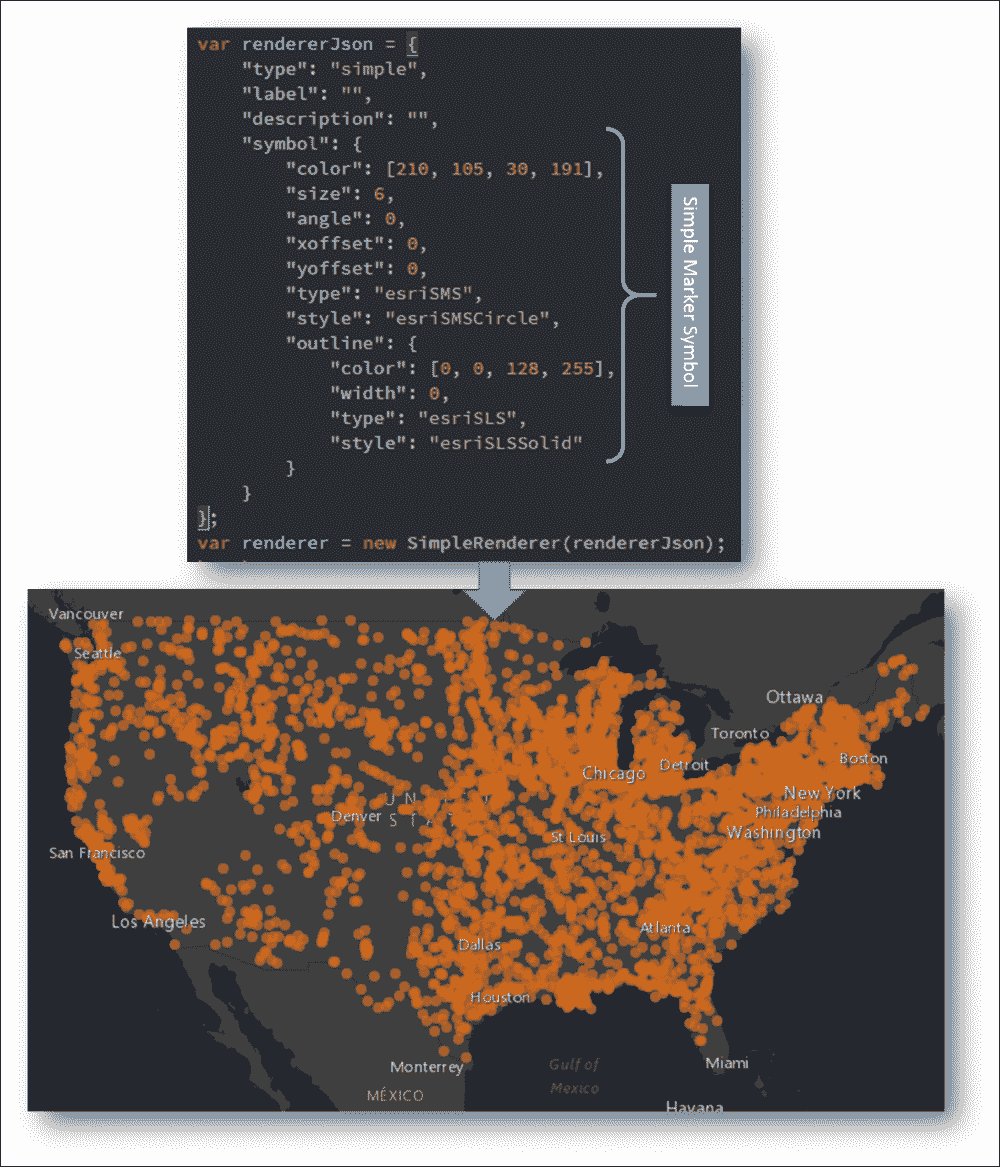 var rendererJson = {
"type": "simple",
"label": "",
"description": "",
"symbol": {
"color": [210, 105, 30, 191],
"size": 6,
"angle": 0,
"xoffset": 0,
"yoffset": 0,
"type": "esriSMS",
"style": "esriSMSCircle",
"outline": {
"color": [0, 0, 128, 255],
"width": 0,
"type": "esriSLS",
"style": "esriSLSSolid"
}
}
};
var renderer = new SimpleRenderer(rendererJson);
Simple Marker Symbol
Vancouver
Seattle
Ottawa
Toronto
Boston
Detroit
Chicago
New York
Denver
Philadelphia
Washington
St Louis
San Francisco
Los Angeles
Atlanta
Dallas
Houston
Monterrey
Miami
Gulf of
Mexico
MÉXICO
Havana